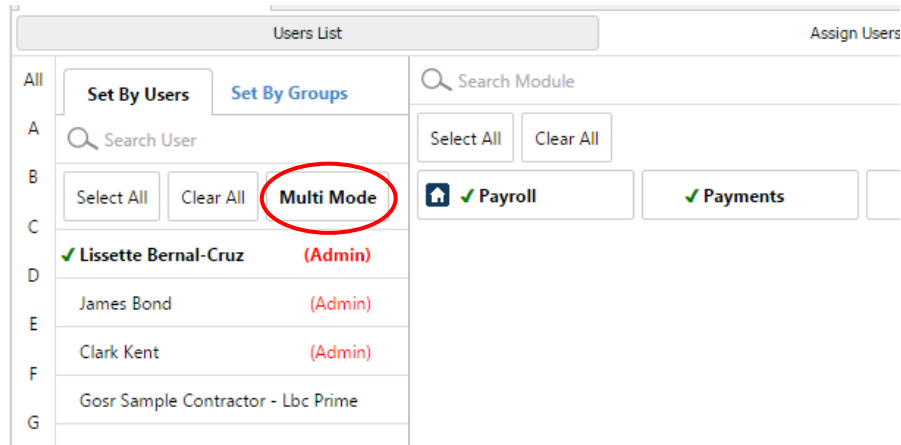 Users List
Assign Users
All
A
B
C
D
E
F
G
Set By Users
Set By Groups
Search User
Select All
Clear All
Multi Mode
Lissette Bernal-Cruz (Admin)
James Bond (Admin)
Clark Kent (Admin)
Gosr Sample Contractor - Lbc Prime
Search Module
Select All
Clear All
Payroll
Payments